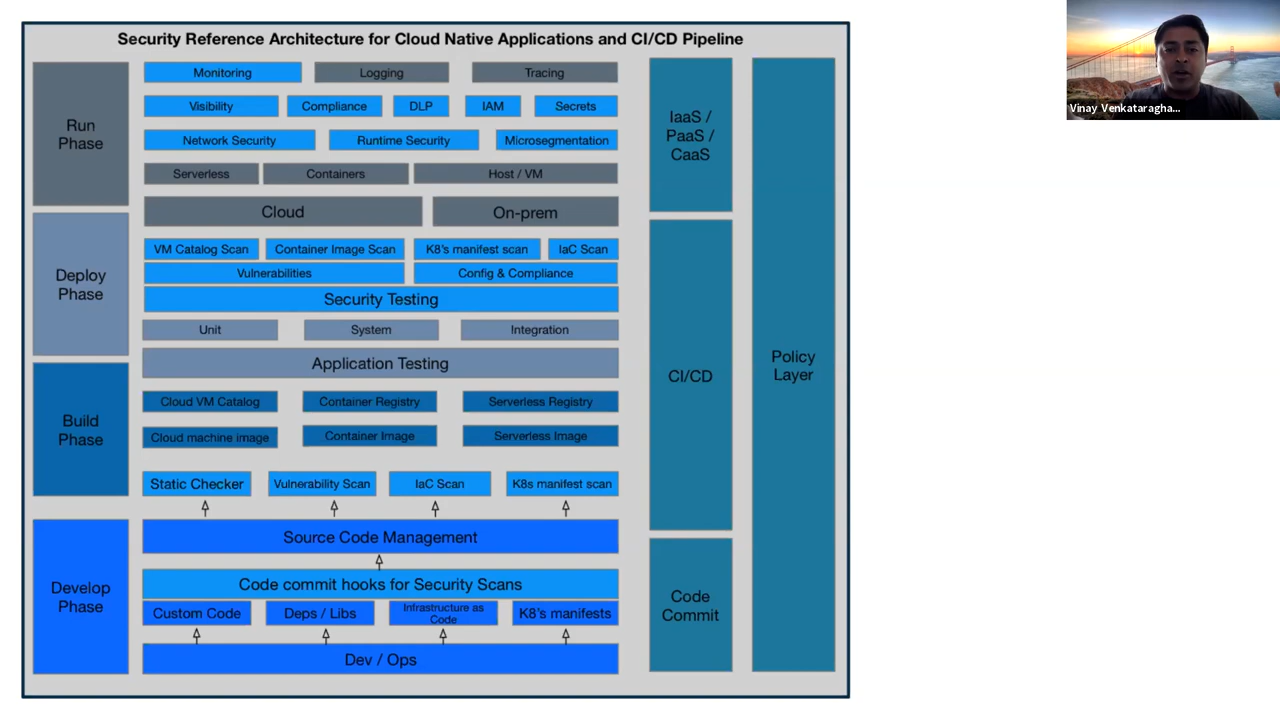 Security Reference Architecture for Cloud Native Applications and CI/CD Pipeline
Run
Phase
Monitoring
Logging
Tracing
Visibility
Compliance
DLP
IAM
Secrets
Network Security
Runtime Security
Microsegmentation
Serverless
Containers
Host / VM
Cloud
On-prem
Deploy
Phase
VM Catalog Scan
Container Image Scan
K8's manifest scan
IaC Scan
Vulnerabilities
Config & Compliance
Security Testing
Unit
System
Integration
Application Testing
Build
Phase
Cloud VM Catalog
Container Registry
Serverless Registry
Cloud machine image
Container Image
Serverless Image
Static Checker
Vulnerability Scan
IaC Scan
K8s manifest scan
Develop
Phase
Source Code Management
Code commit hooks for Security Scans
Custom Code
Deps / Libs
Infrastructure as
Code
K8's manifests
Dev / Ops
IaaS /
PaaS /
CaaS
CI/CD
Code
Commit
Policy
Layer
Vinay Venkataragha...